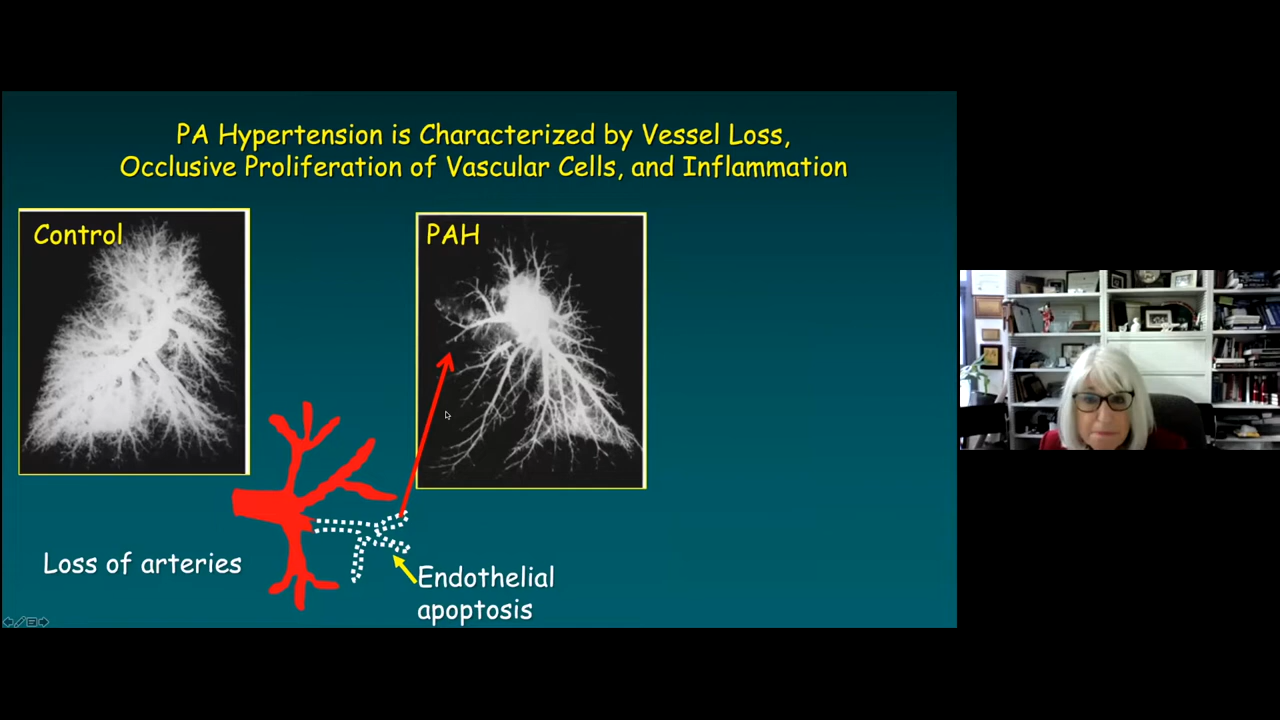 PA Hypertension is Characterized by Vessel Loss,
Occlusive Proliferation of Vascular Cells, and Inflammation
Control
PAH
Loss of arteries
Endothelial
apoptosis